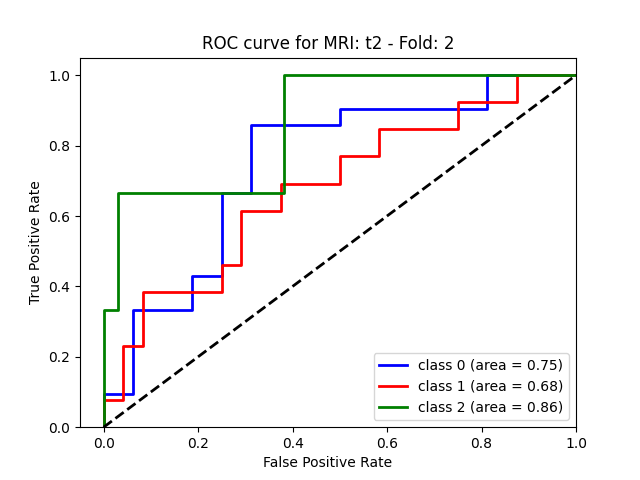 ROC curve for MRI: t2 - Fold: 2
1.0
0.8
0.6
0.4
0.2
0.0
True Positive Rate
0.0 0.2 0.4 0.6 0.8 1.0
False Positive Rate
class 0 (area = 0.75)
class 1 (area = 0.68)
class 2 (area = 0.86)